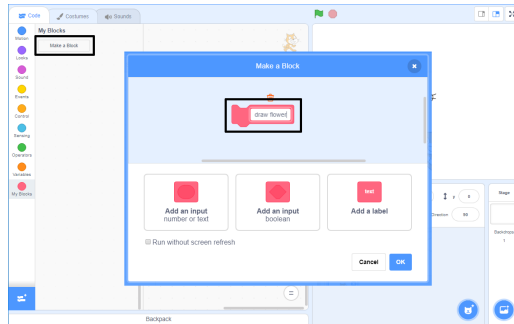 Code
Costumes
Sounds
Motion
Looks
Sound
Events
Control
Sensing
Operators
Variables
My Blocks
My Blocks
Make a Block
Make a Block
draw flower
Add an input
number or text
Add an input
boolean
text
Add a label
Run without screen refresh
Cancel
OK
y
Direction
90
Stage
Backdrops
1
Backpack